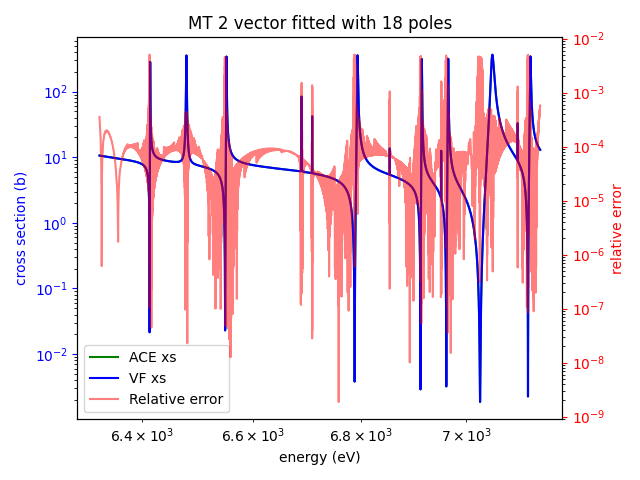 MT 2 vector fitted with 18 poles
10²
10¹
10⁰
10⁻¹
10⁻²
cross section (b)
10⁻²
10⁻³
10⁻⁴
10⁻⁵
10⁻⁶
10⁻⁷
10⁻⁸
10⁻⁹
relative error
ACE xs
VF xs
Relative error
6.4 × 10³ 6.6 × 10³ 6.8 × 10³ 7 × 10³
energy (eV)